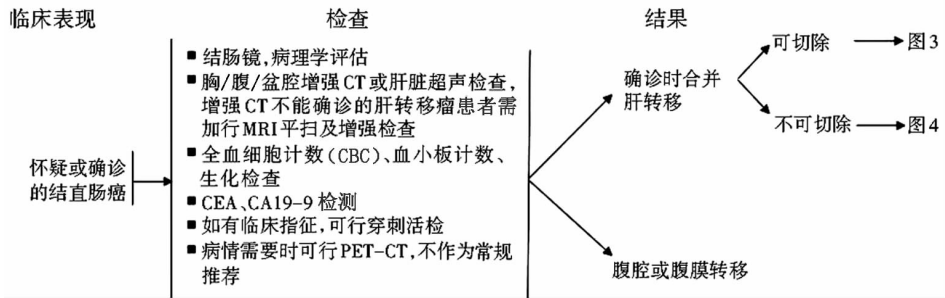 临床表现
检查
结果
怀疑或确诊
的结直肠癌
■ 结肠镜,病理学评估
■ 胸/腹/盆腔增强CT或肝脏超声检查,
增强CT不能确诊的肝转移瘤患者需
加行MRI平扫及增强检查
■ 全血细胞计数(CBC)、血小板计数、
生化检查
■ CEA、CA19-9检测
■ 如有临床指征,可行穿刺活检
■ 病情需要时可行PET-CT,不作为常规
推荐
确诊时合并
肝转移
可切除
图3
不可切除
图4
腹腔或腹膜转移